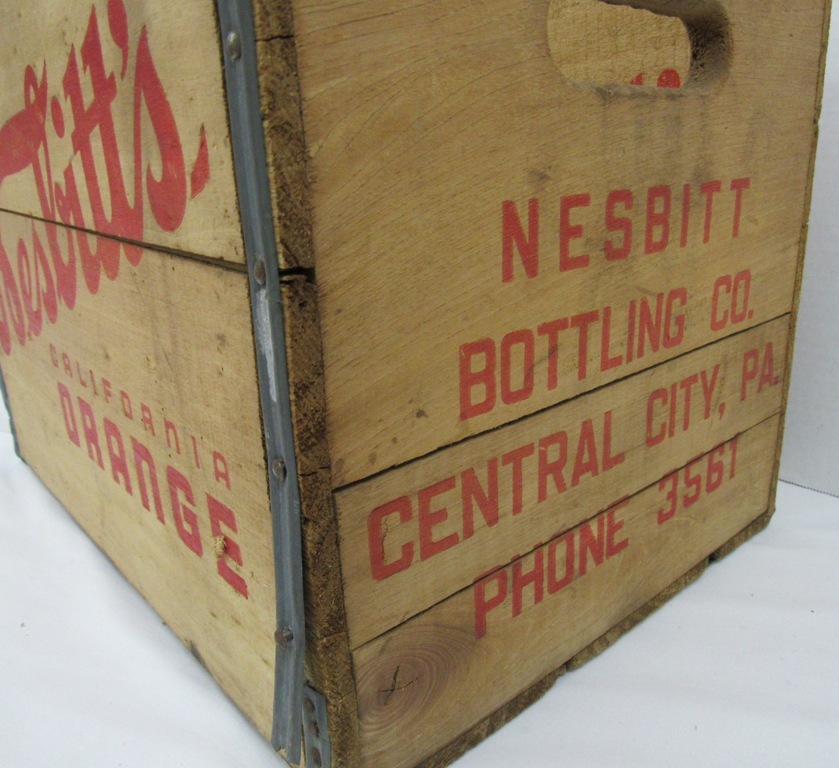 Nesbitt's
CALIFORNIA
ORANGE
NESBITT
BOTTLING CO.
CENTRAL CITY, PA.
PHONE 3561